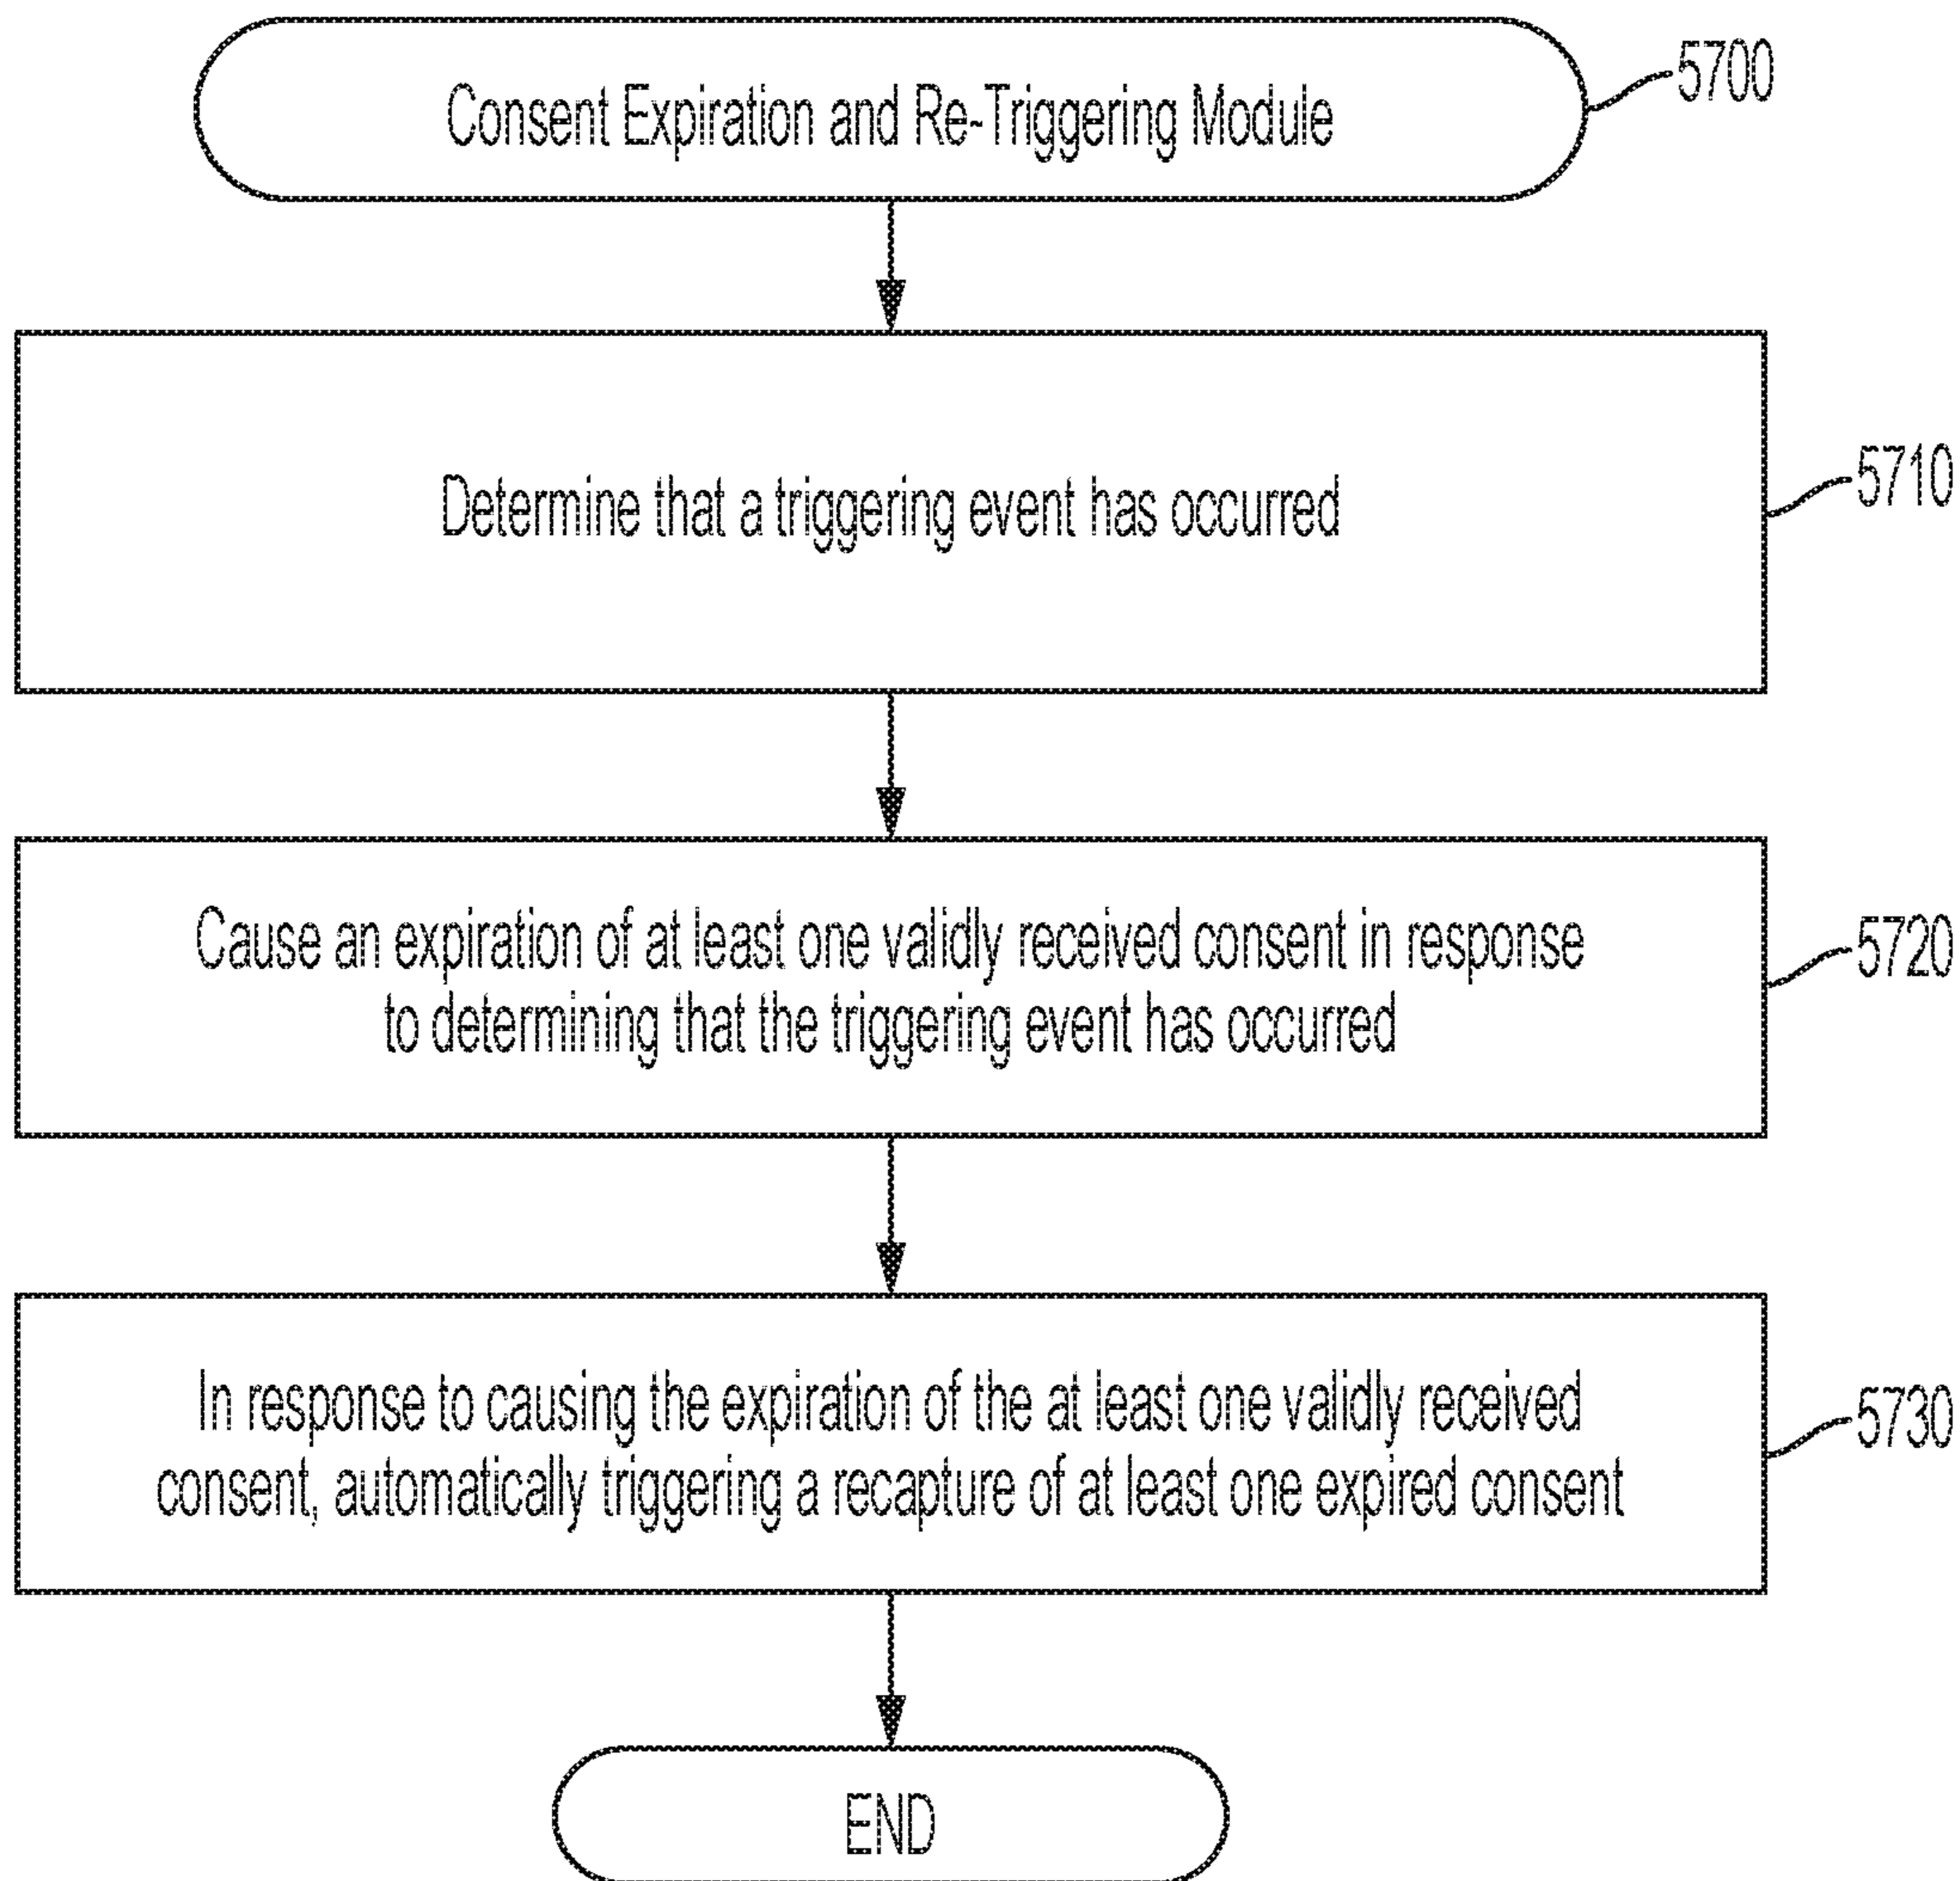 Consent Expiration and Re-Triggering Module
5700
Determine that a triggering event has occurred
5710
Cause an expiration of at least one validly received consent in response
to determining that the triggering event has occurred
5720
In response to causing the expiration of the at least one validly received
consent, automatically triggering a recapture of at least one expired consent
5730
END